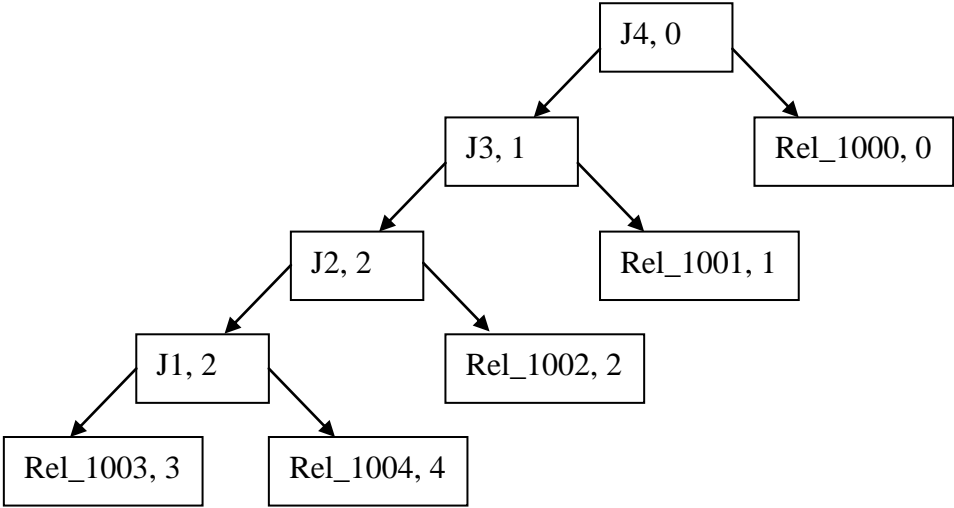 J4, 0
J3, 1
Rel_1000, 0
J2, 2
Rel_1001, 1
J1, 2
Rel_1002, 2
Rel_1003, 3
Rel_1004, 4